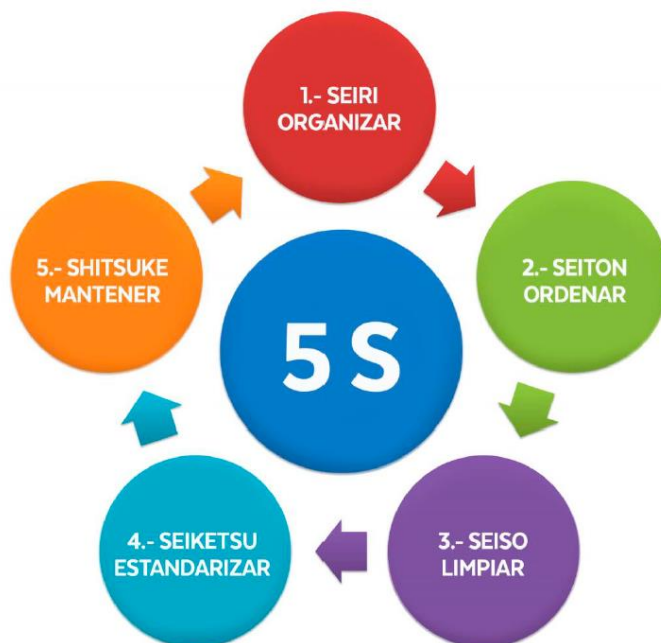 1.- SEIRI
ORGANIZAR
2.- SEITON
ORDENAR
3.- SEISO
LIMPIAR
4.- SEIKETSU
ESTANDARIZAR
5.- SHITSUKE
MANTENER
5 S